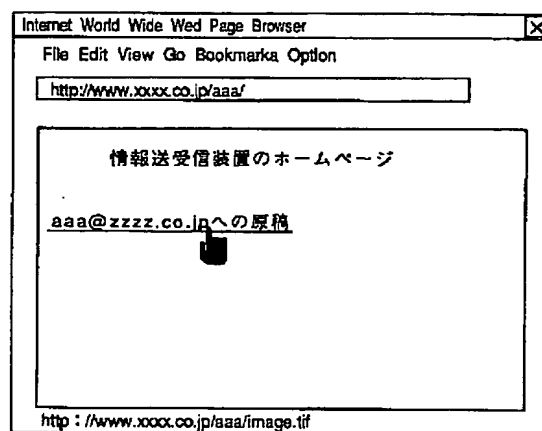 Internet World Wide Wed Page Browser
File Edit View Go Bookmarka Option
http://www.xxxx.co.jp/aaa/
情報送受信装置のホームページ
aaa@zzzz.co.jpへの原稿
http：//www.xxxx.co.jp/aaa/image.tif